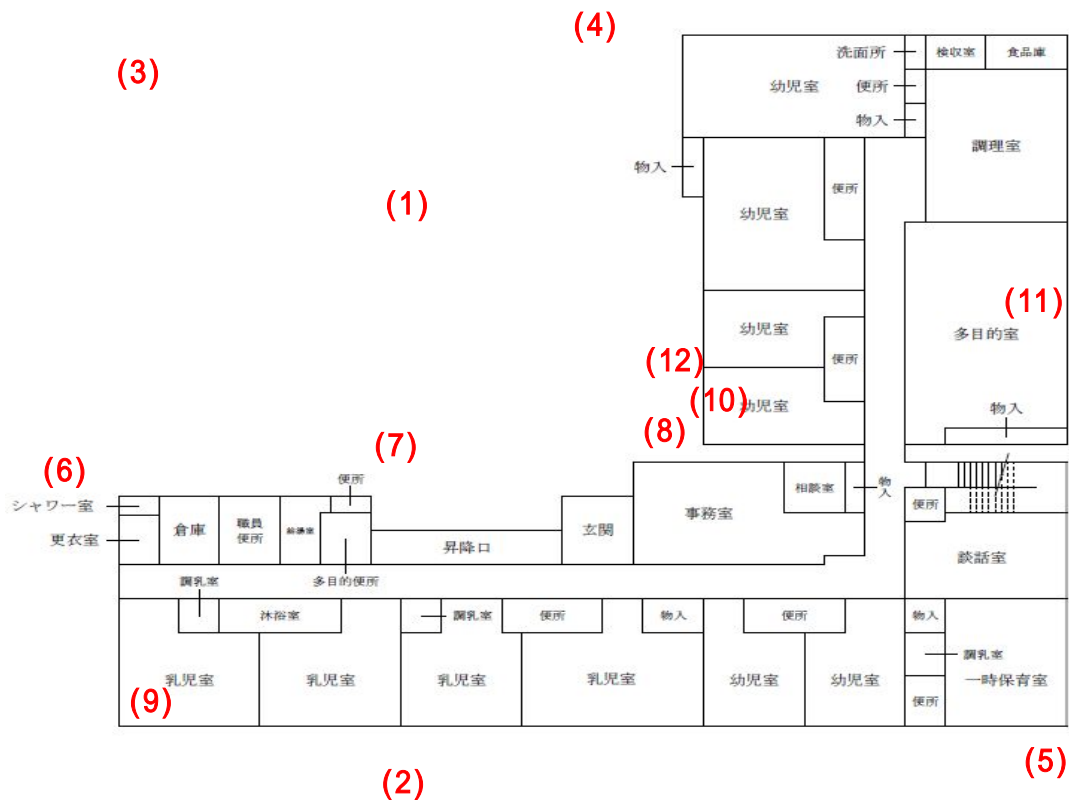 (4)
洗面所
検収室
食品庫
(3)
幼児室
便所
物入
調理室
物入
便所
(1)
幼児室
(11)
幼児室
多目的室
(12)
便所
(10)
幼児室
物入
(8)
(7)
(6)
便所
相談室
物入
シャワー室
便所
倉庫
職員
便所
事務室
更衣室
玄関
昇降口
談話室
調乳室
多目的便所
沐浴室
調乳室
便所
物入
便所
物入
調乳室
乳児室
乳児室
乳児室
乳児室
幼児室
幼児室
一時保育室
(9)
便所
(5)
(2)